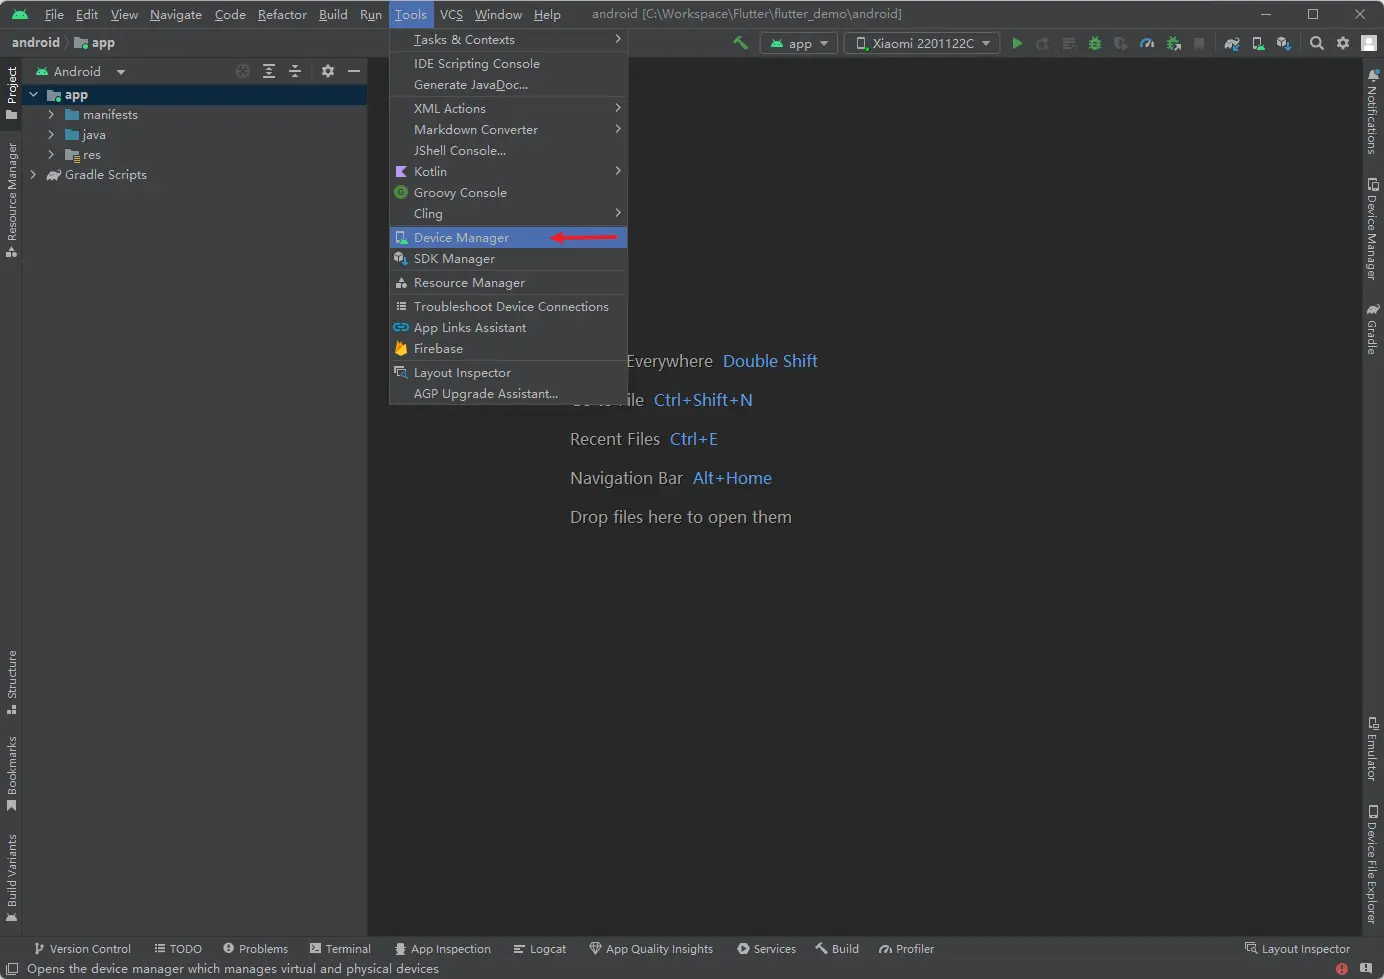 File Edit View Navigate Code Refactor Build Run Tools VCS Window Help android [C:\Workspace\Flutter\flutter_demo\android]
android app
app Xiaomi 2201122C
Project
Resource Manager
Structure
Bookmarks
Build Variants
Android
app
manifests
java
res
Gradle Scripts
Tasks & Contexts
IDE Scripting Console
Generate JavaDoc...
XML Actions
Markdown Converter
JShell Console...
Kotlin
G Groovy Console
Cling
Device Manager
SDK Manager
Resource Manager
Troubleshoot Device Connections
App Links Assistant
Firebase
Layout Inspector
AGP Upgrade Assistant...
Everywhere Double Shift
File Ctrl+Shift+N
Recent Files Ctrl+E
Navigation Bar Alt+Home
Drop files here to open them
Notifications
Device Manager
Gradle
Emulator
Device File Explorer
Version Control TODO Problems Terminal App Inspection Logcat App Quality Insights Services Build Profiler Layout Inspector
Opens the device manager which manages virtual and physical devices